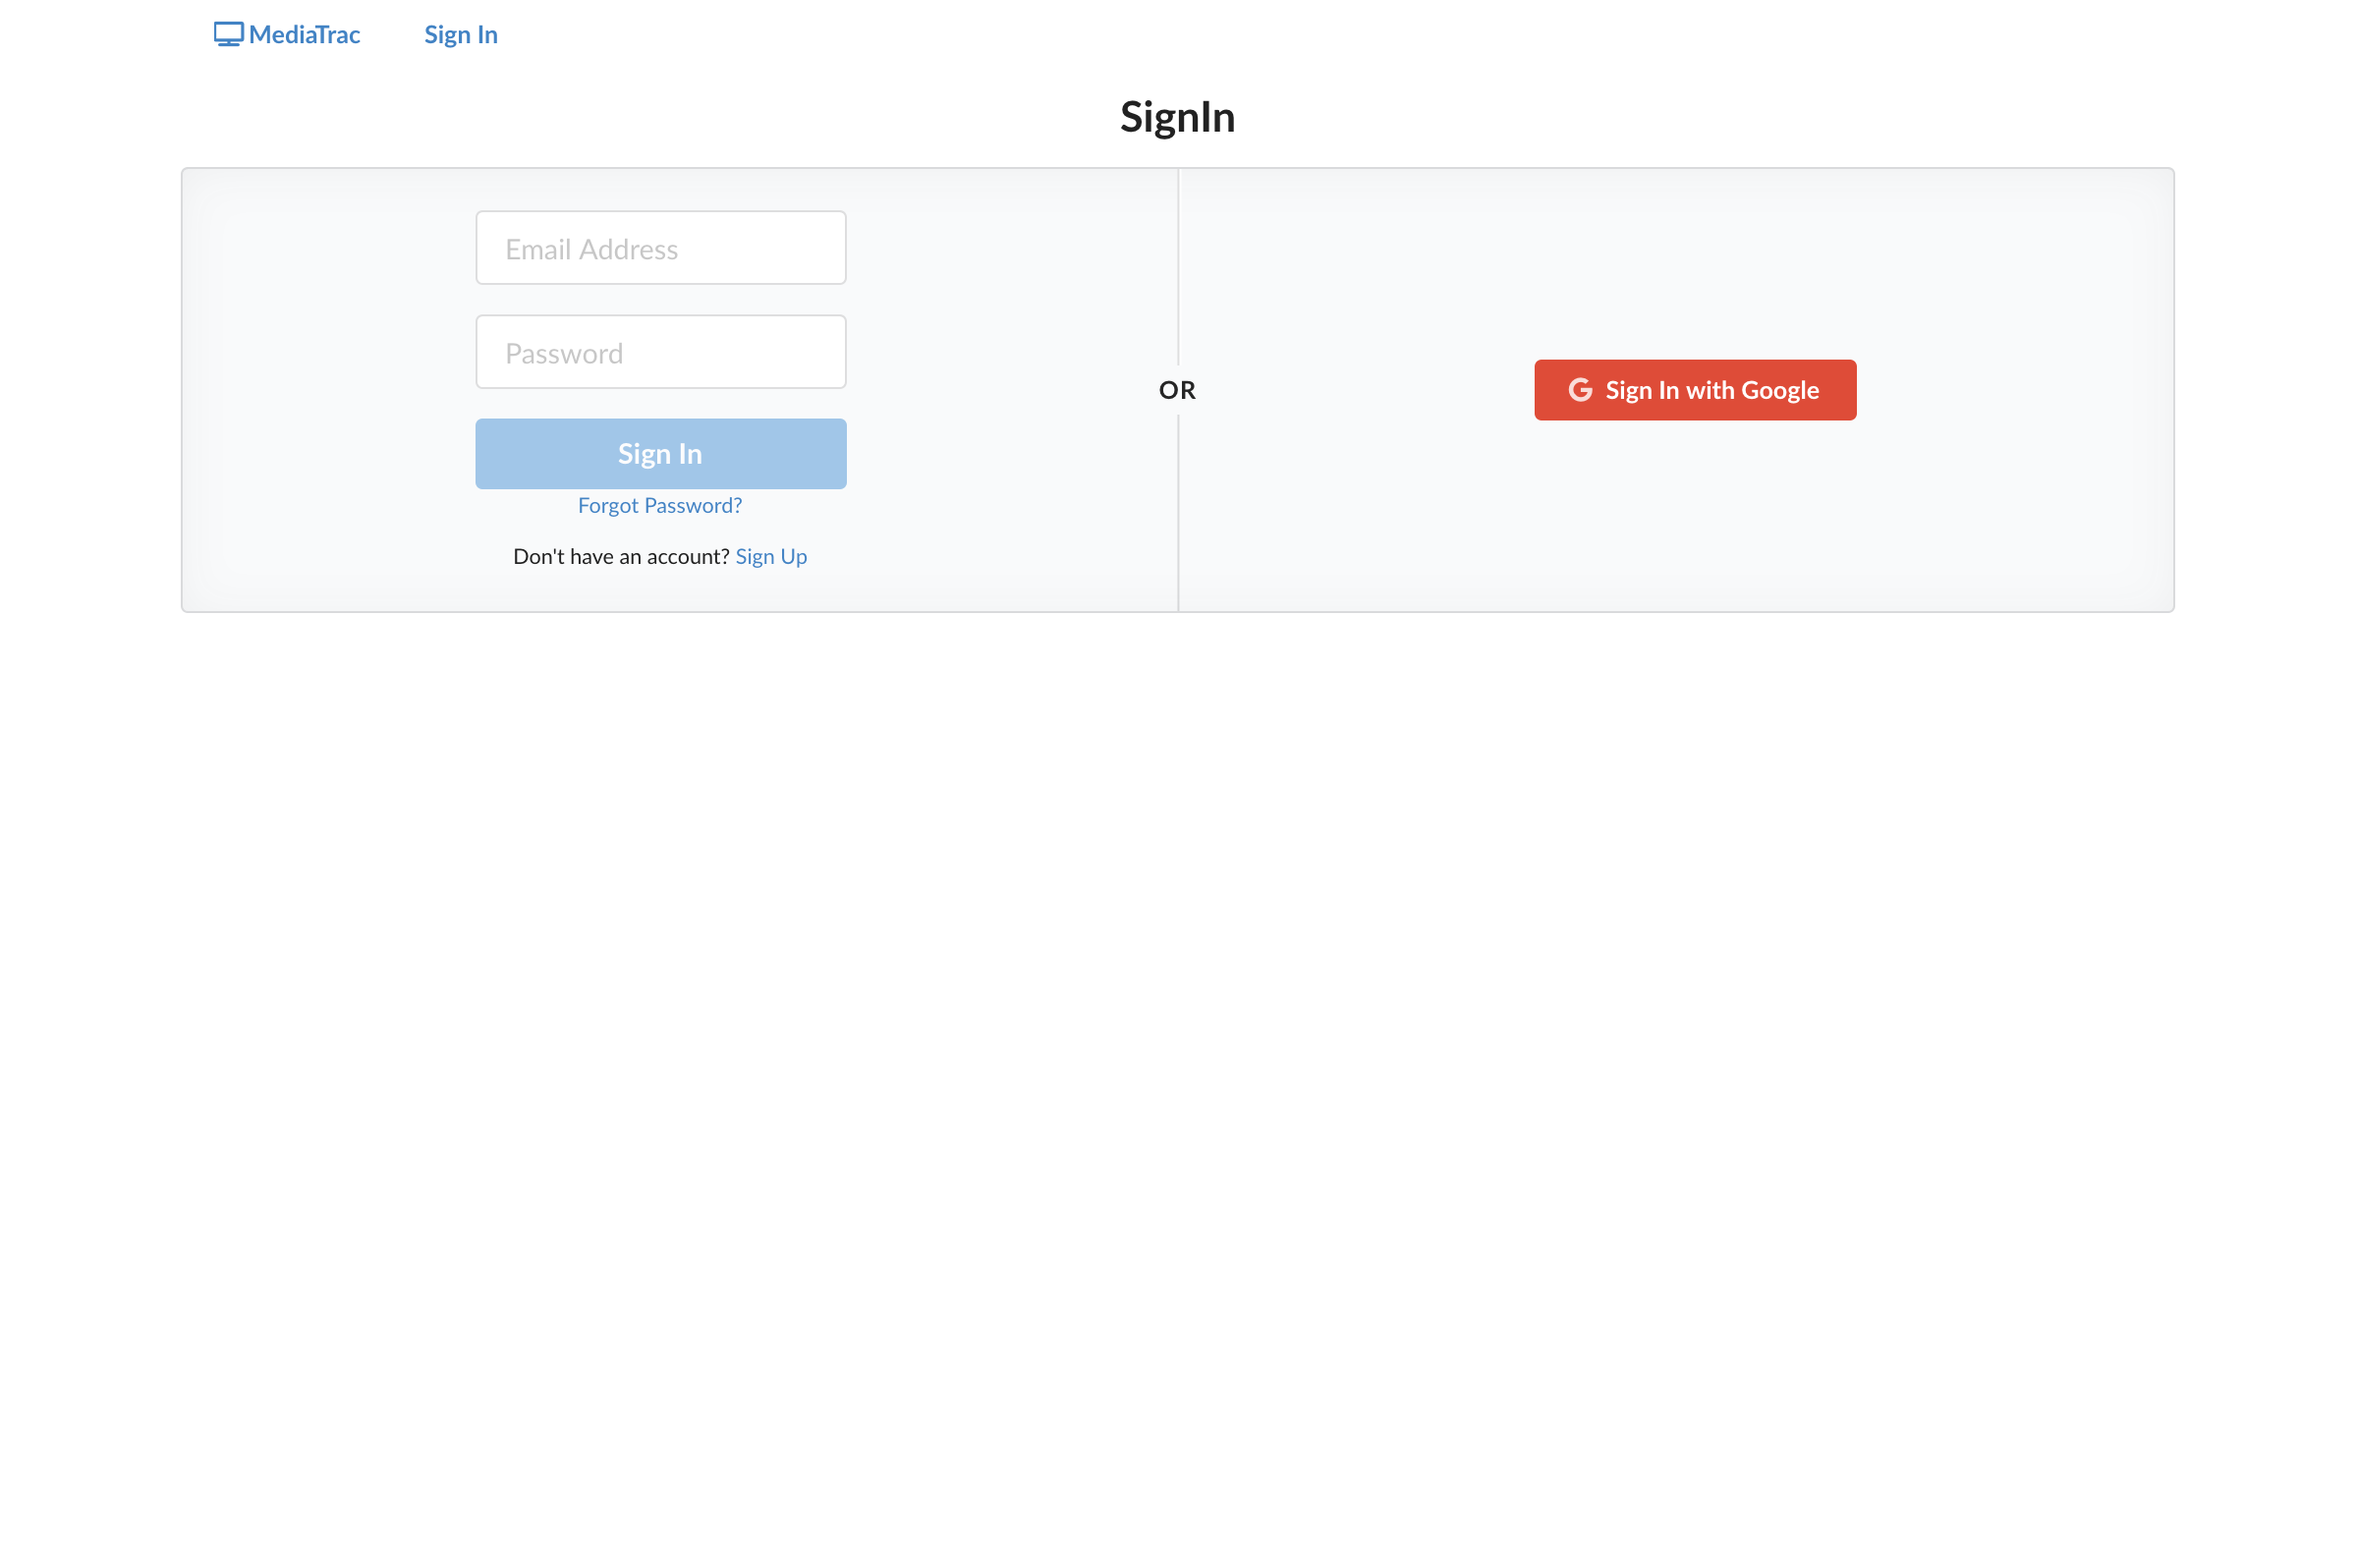 MediaTrac Sign In
SignIn
Email Address
Password
Sign In
Forgot Password?
Don't have an account? Sign Up
OR
Sign In with Google